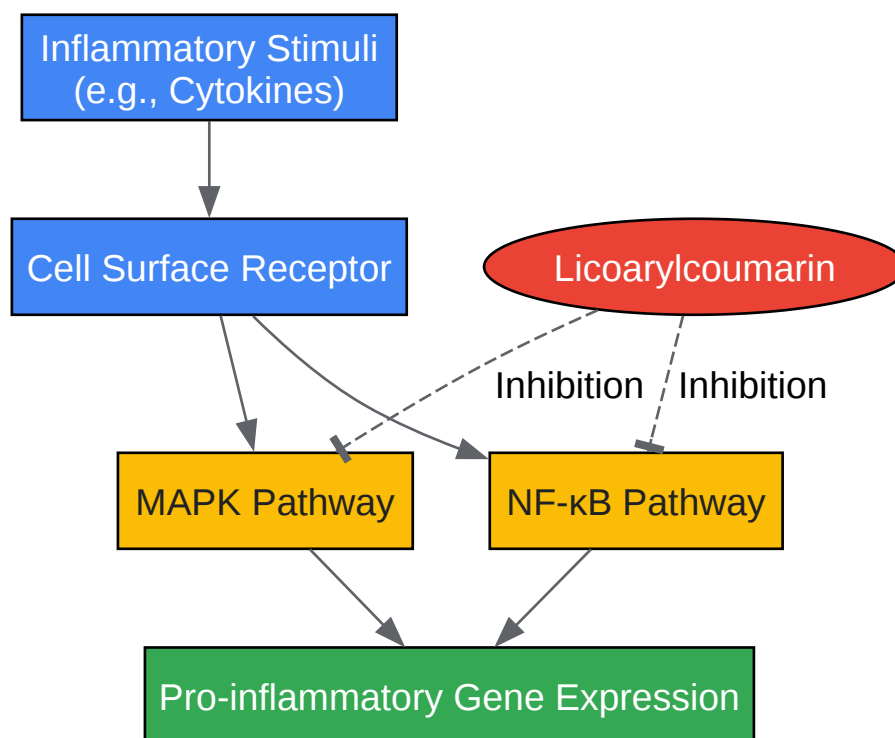 Inflammatory Stimuli
(e.g., Cytokines)
Cell Surface Receptor
Licoarylcoumarin
Inhibition
Inhibition
MAPK Pathway
NF-κB Pathway
Pro-inflammatory Gene Expression